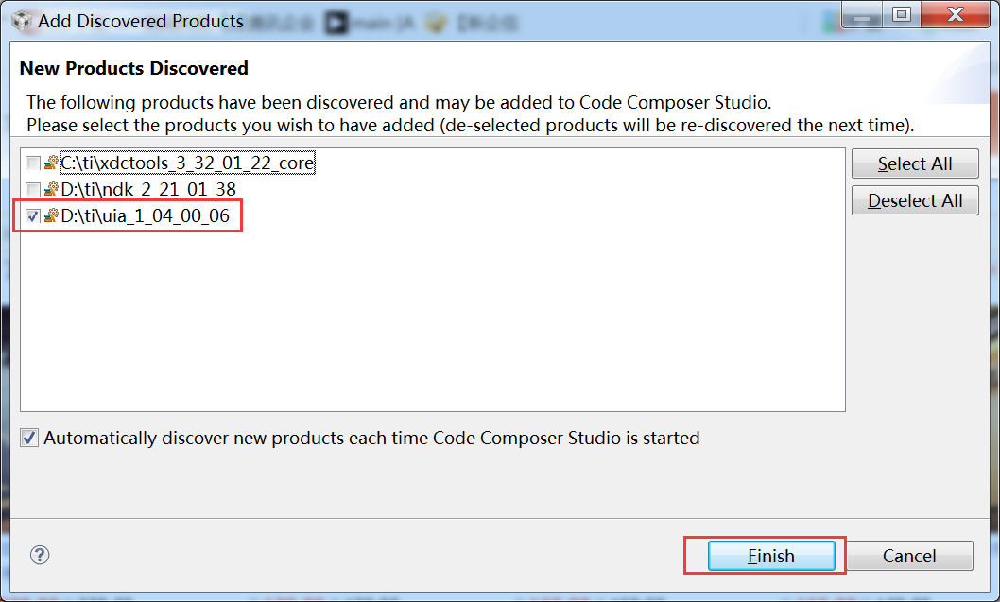 Add Discovered Products
New Products Discovered
The following products have been discovered and may be added to Code Composer Studio.
Please select the products you wish to have added (de-selected products will be re-discovered the next time).
C:\ti\xdctools_3_32_01_22_core
Select All
D:\ti\ndk_2_21_01_38
Deselect All
D:\ti\uia_1_04_00_06
Automatically discover new products each time Code Composer Studio is started
?
Finish
Cancel